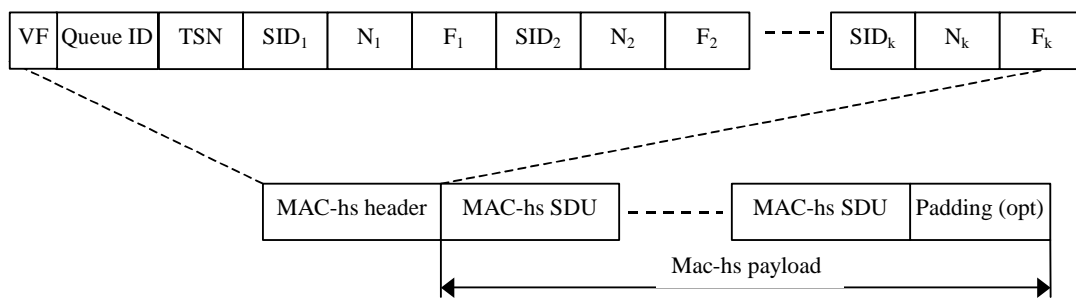 VF Queue ID TSN SID₁ N₁ F₁ SID₂ N₂ F₂ SIDₖ Nₖ Fₖ
MAC-hs header MAC-hs SDU MAC-hs SDU Padding (opt)
Mac-hs payload